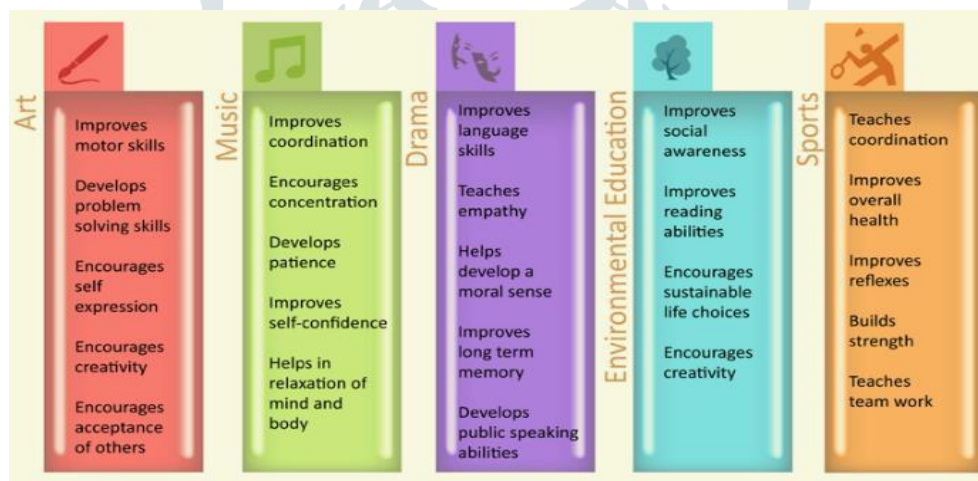 Art
Improves
motor skills
Develops
problem
solving skills
Encourages
self
expression
Encourages
creativity
Encourages
acceptance
of others
Music
Improves
coordination
Encourages
concentration
Develops
patience
Improves
self-confidence
Helps in
relaxation of
mind and
body
Drama
Improves
language
skills
Teaches
empathy
Helps
develop a
moral sense
Improves
long term
memory
Develops
public speaking
abilities
Environmental Education
Improves
social
awareness
Improves
reading
abilities
Encourages
sustainable
life choices
Encourages
creativity
Sports
Teaches
coordination
Improves
overall
health
Improves
reflexes
Builds
strength
Teaches
team work